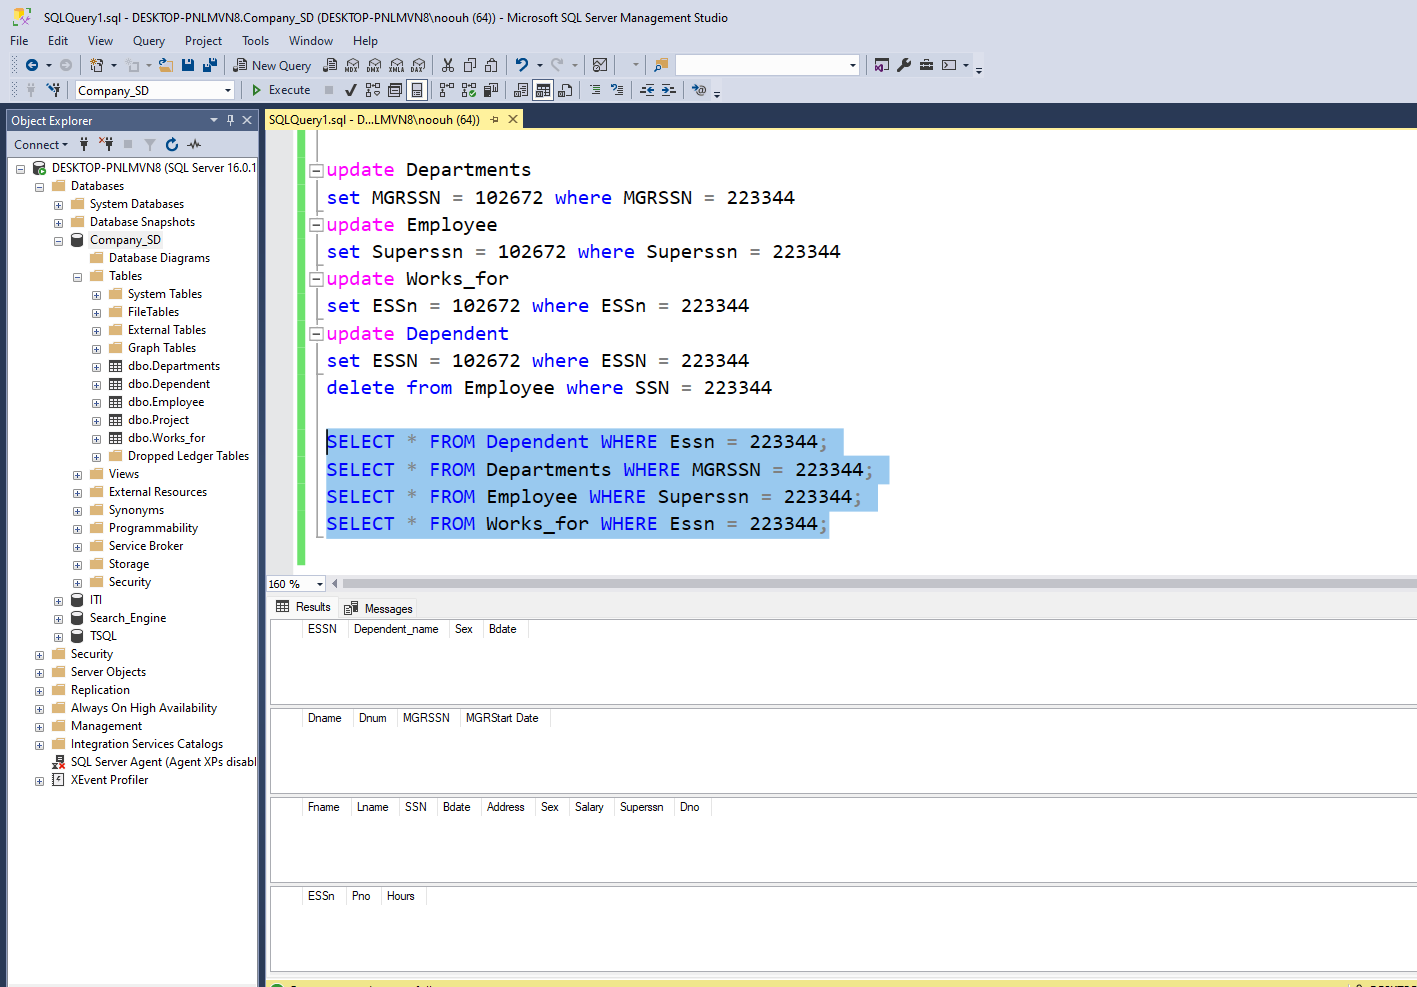 SQLQuery1.sql - DESKTOP-PNLMVN8.Company_SD (DESKTOP-PNLMVN8\noouh (64)) - Microsoft SQL Server Management Studio
File Edit View Query Project Tools Window Help
New Query MDX DMX XMLA DAX
Company_SD Execute
Object Explorer
Connect
DESKTOP-PNLMVN8 (SQL Server 16.0.1
Databases
System Databases
Database Snapshots
Company_SD
Database Diagrams
Tables
System Tables
FileTables
External Tables
Graph Tables
dbo.Departments
dbo.Dependent
dbo.Employee
dbo.Project
dbo.Works_for
Dropped Ledger Tables
Views
External Resources
Synonyms
Programmability
Service Broker
Storage
Security
ITI
Search_Engine
TSQL
Security
Server Objects
Replication
Always On High Availability
Management
Integration Services Catalogs
SQL Server Agent (Agent XPs disabl
XEvent Profiler
SQLQuery1.sql - D...LMVN8\noouh (64))
update Departments
set MGRSSN = 102672 where MGRSSN = 223344
update Employee
set Superssn = 102672 where Superssn = 223344
update Works_for
set ESSn = 102672 where ESSn = 223344
update Dependent
set ESSN = 102672 where ESSN = 223344
delete from Employee where SSN = 223344
SELECT * FROM Dependent WHERE Essn = 223344;
SELECT * FROM Departments WHERE MGRSSN = 223344;
SELECT * FROM Employee WHERE Superssn = 223344;
SELECT * FROM Works_for WHERE Essn = 223344;
160 %
Results Messages
ESSN Dependent_name Sex Bdate
Dname Dnum MGRSSN MGRStart Date
Fname Lname SSN Bdate Address Sex Salary Superssn Dno
ESSn Pno Hours